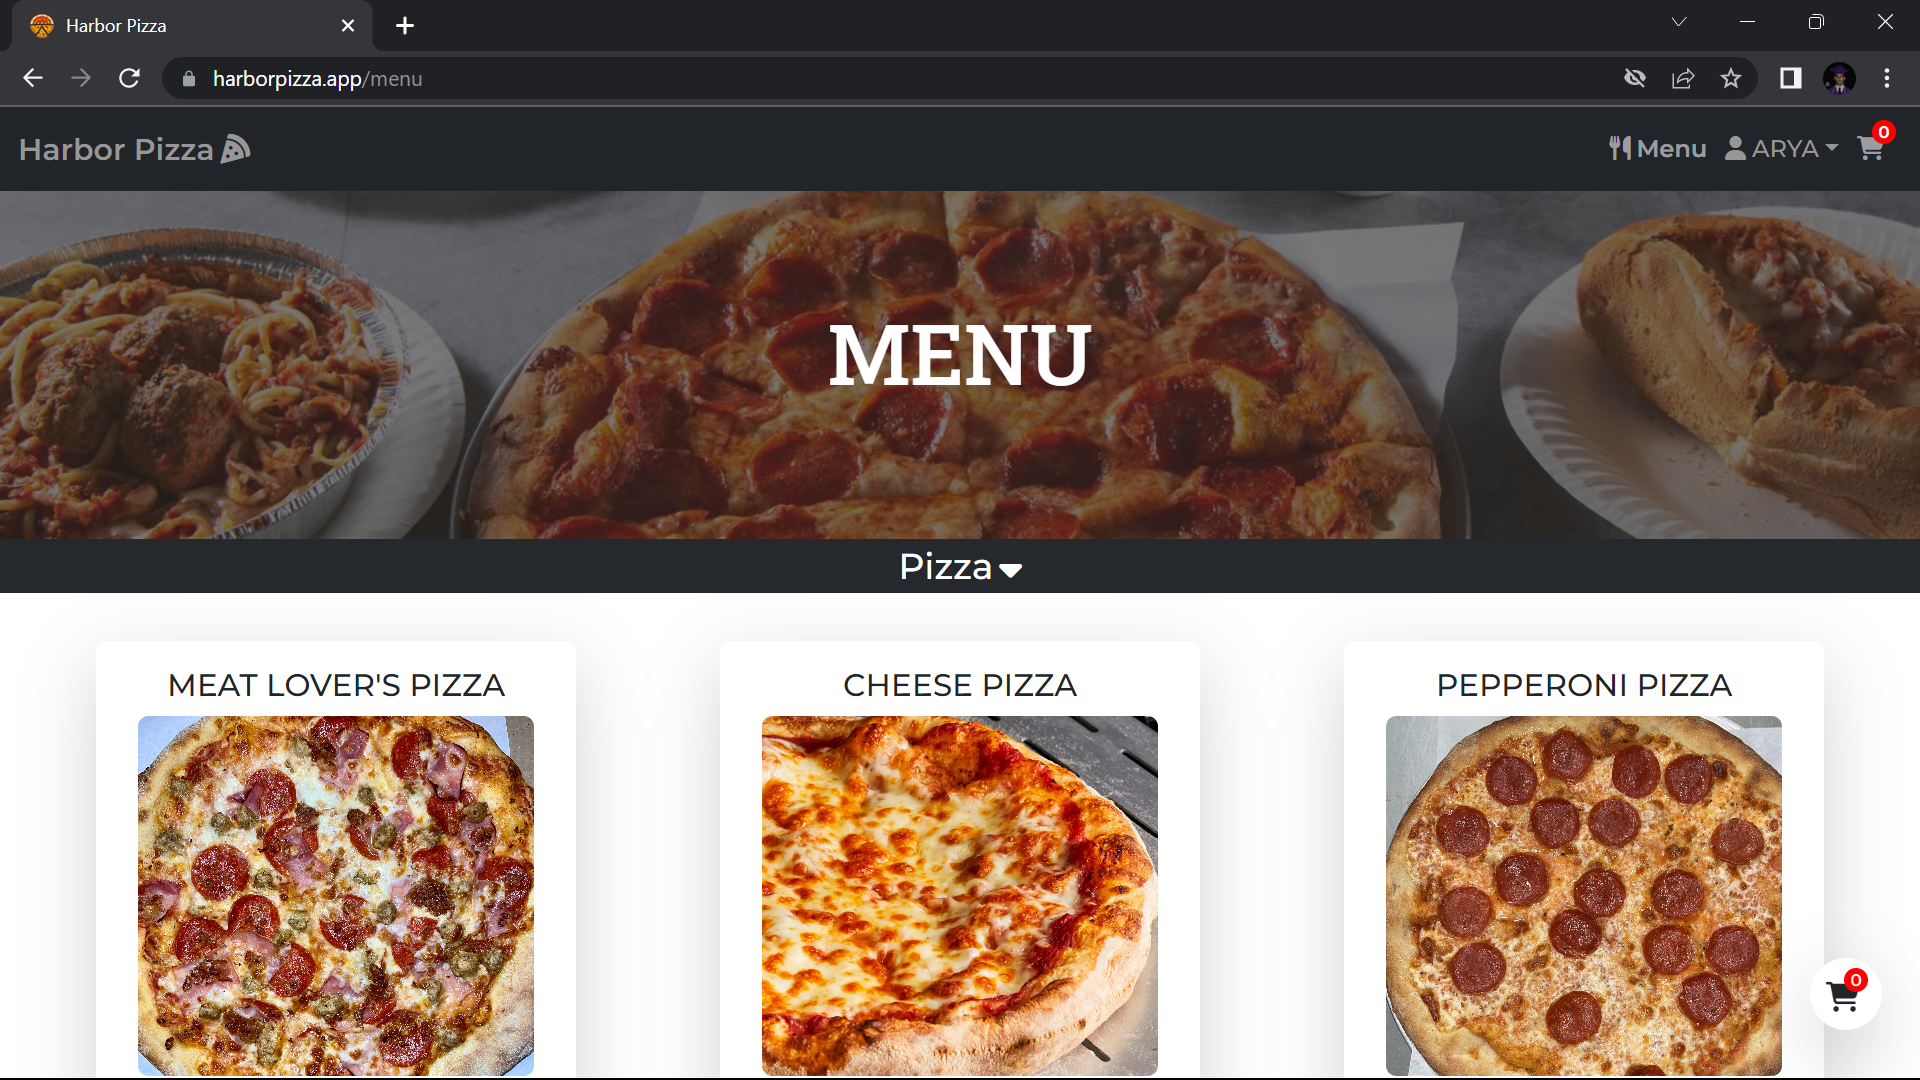 Harbor Pizza
harborpizza.app/menu
Harbor Pizza
Menu ARYA 0
MENU
Pizza
MEAT LOVER'S PIZZA
CHEESE PIZZA
PEPPERONI PIZZA
0